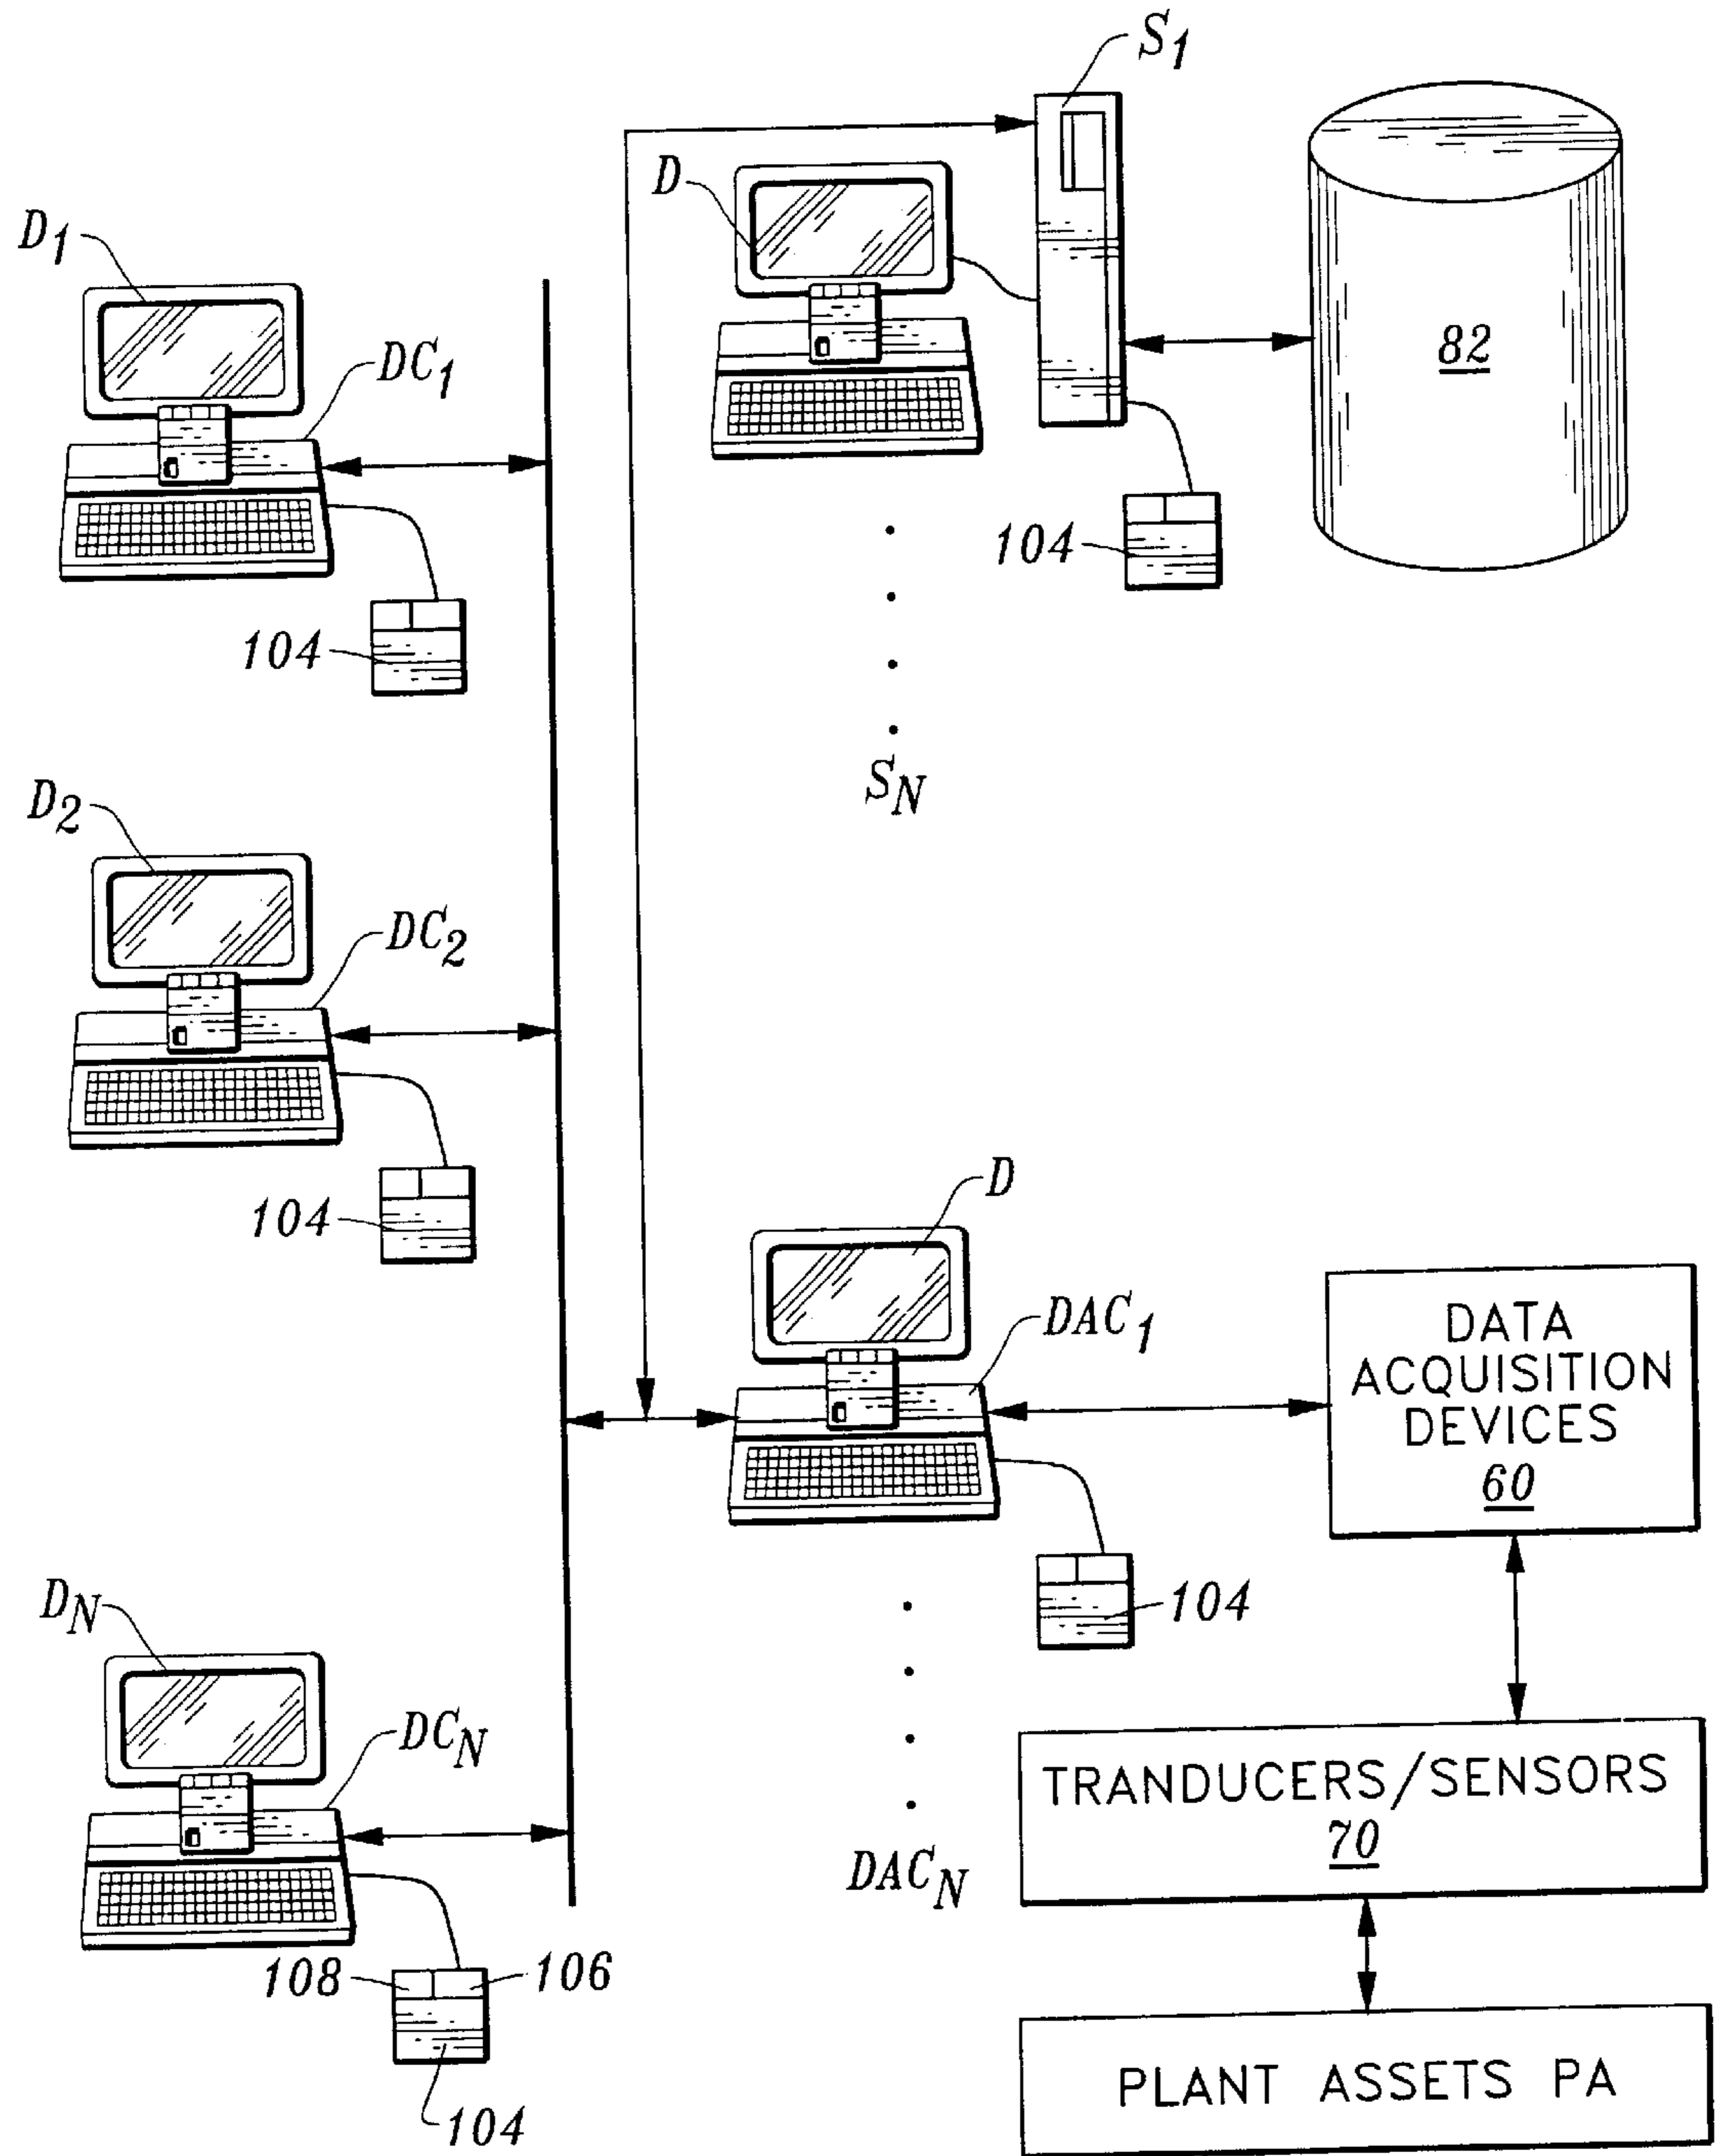 S1
D
D1
82
DC1
104
104
SN
D2
DC2
104
D
DAC1
DATA
ACQUISITION
DEVICES
60
104
DN
DCN
TRANDUCERS/SENSORS
70
DACN
108
106
104
PLANT ASSETS PA